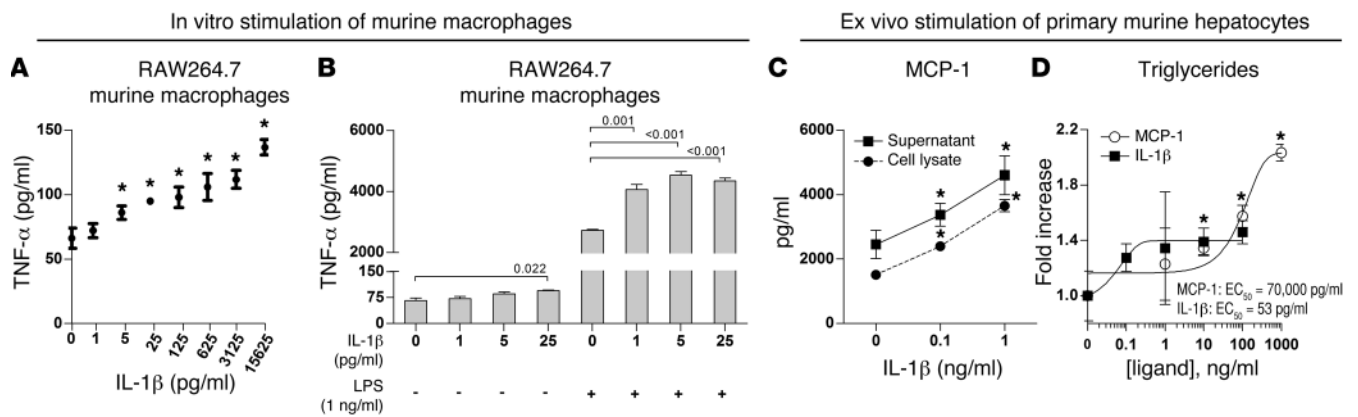 In vitro stimulation of murine macrophages
Ex vivo stimulation of primary murine hepatocytes
A
RAW264.7
murine macrophages
TNF-α (pg/ml)
150
100
50
0
* * * * * *
0 1 5 25 125 625 3125 15625
IL-1β (pg/ml)
B
RAW264.7
murine macrophages
TNF-α (pg/ml)
6000
4000
2000
150
75
0
0.022
0.001
<0.001
<0.001
IL-1β
(pg/ml)
0 1 5 25 0 1 5 25
LPS
(1 ng/ml)
- - - - + + + +
C
MCP-1
pg/ml
6000
4000
2000
0
Supernatant
Cell lysate
* * * *
0 0.1 1
IL-1β (ng/ml)
D
Triglycerides
Fold increase
2.2
1.8
1.4
1.0
MCP-1
IL-1β
* * *
MCP-1: EC50 = 70,000 pg/ml
IL-1β: EC50 = 53 pg/ml
0 0.1 1 10 100 1000
[ligand], ng/ml